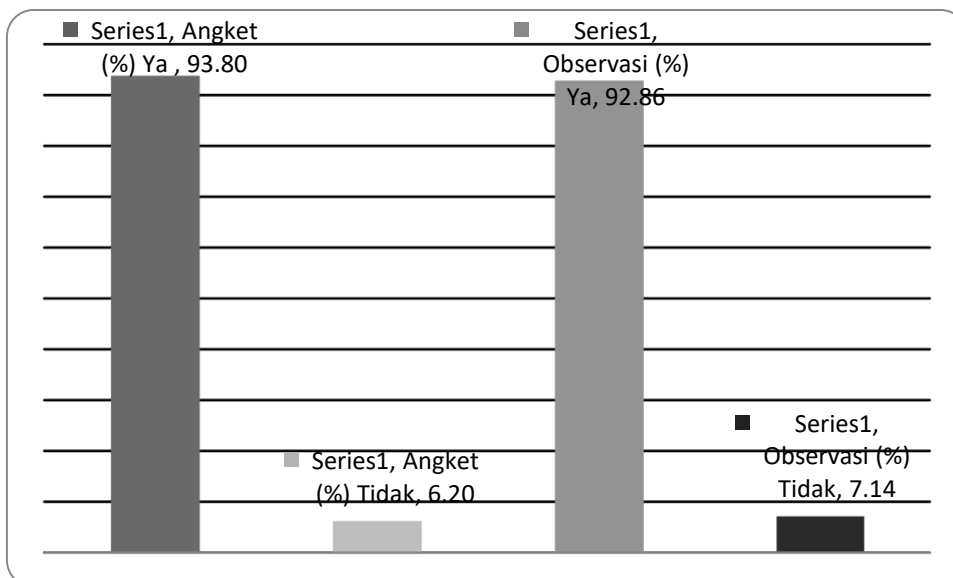 Series1, Angket
(%) Ya , 93.80
Series1,
Observasi (%)
Ya, 92.86
Series1, Angket
(%) Tidak, 6.20
Series1,
Observasi (%)
Tidak, 7.14